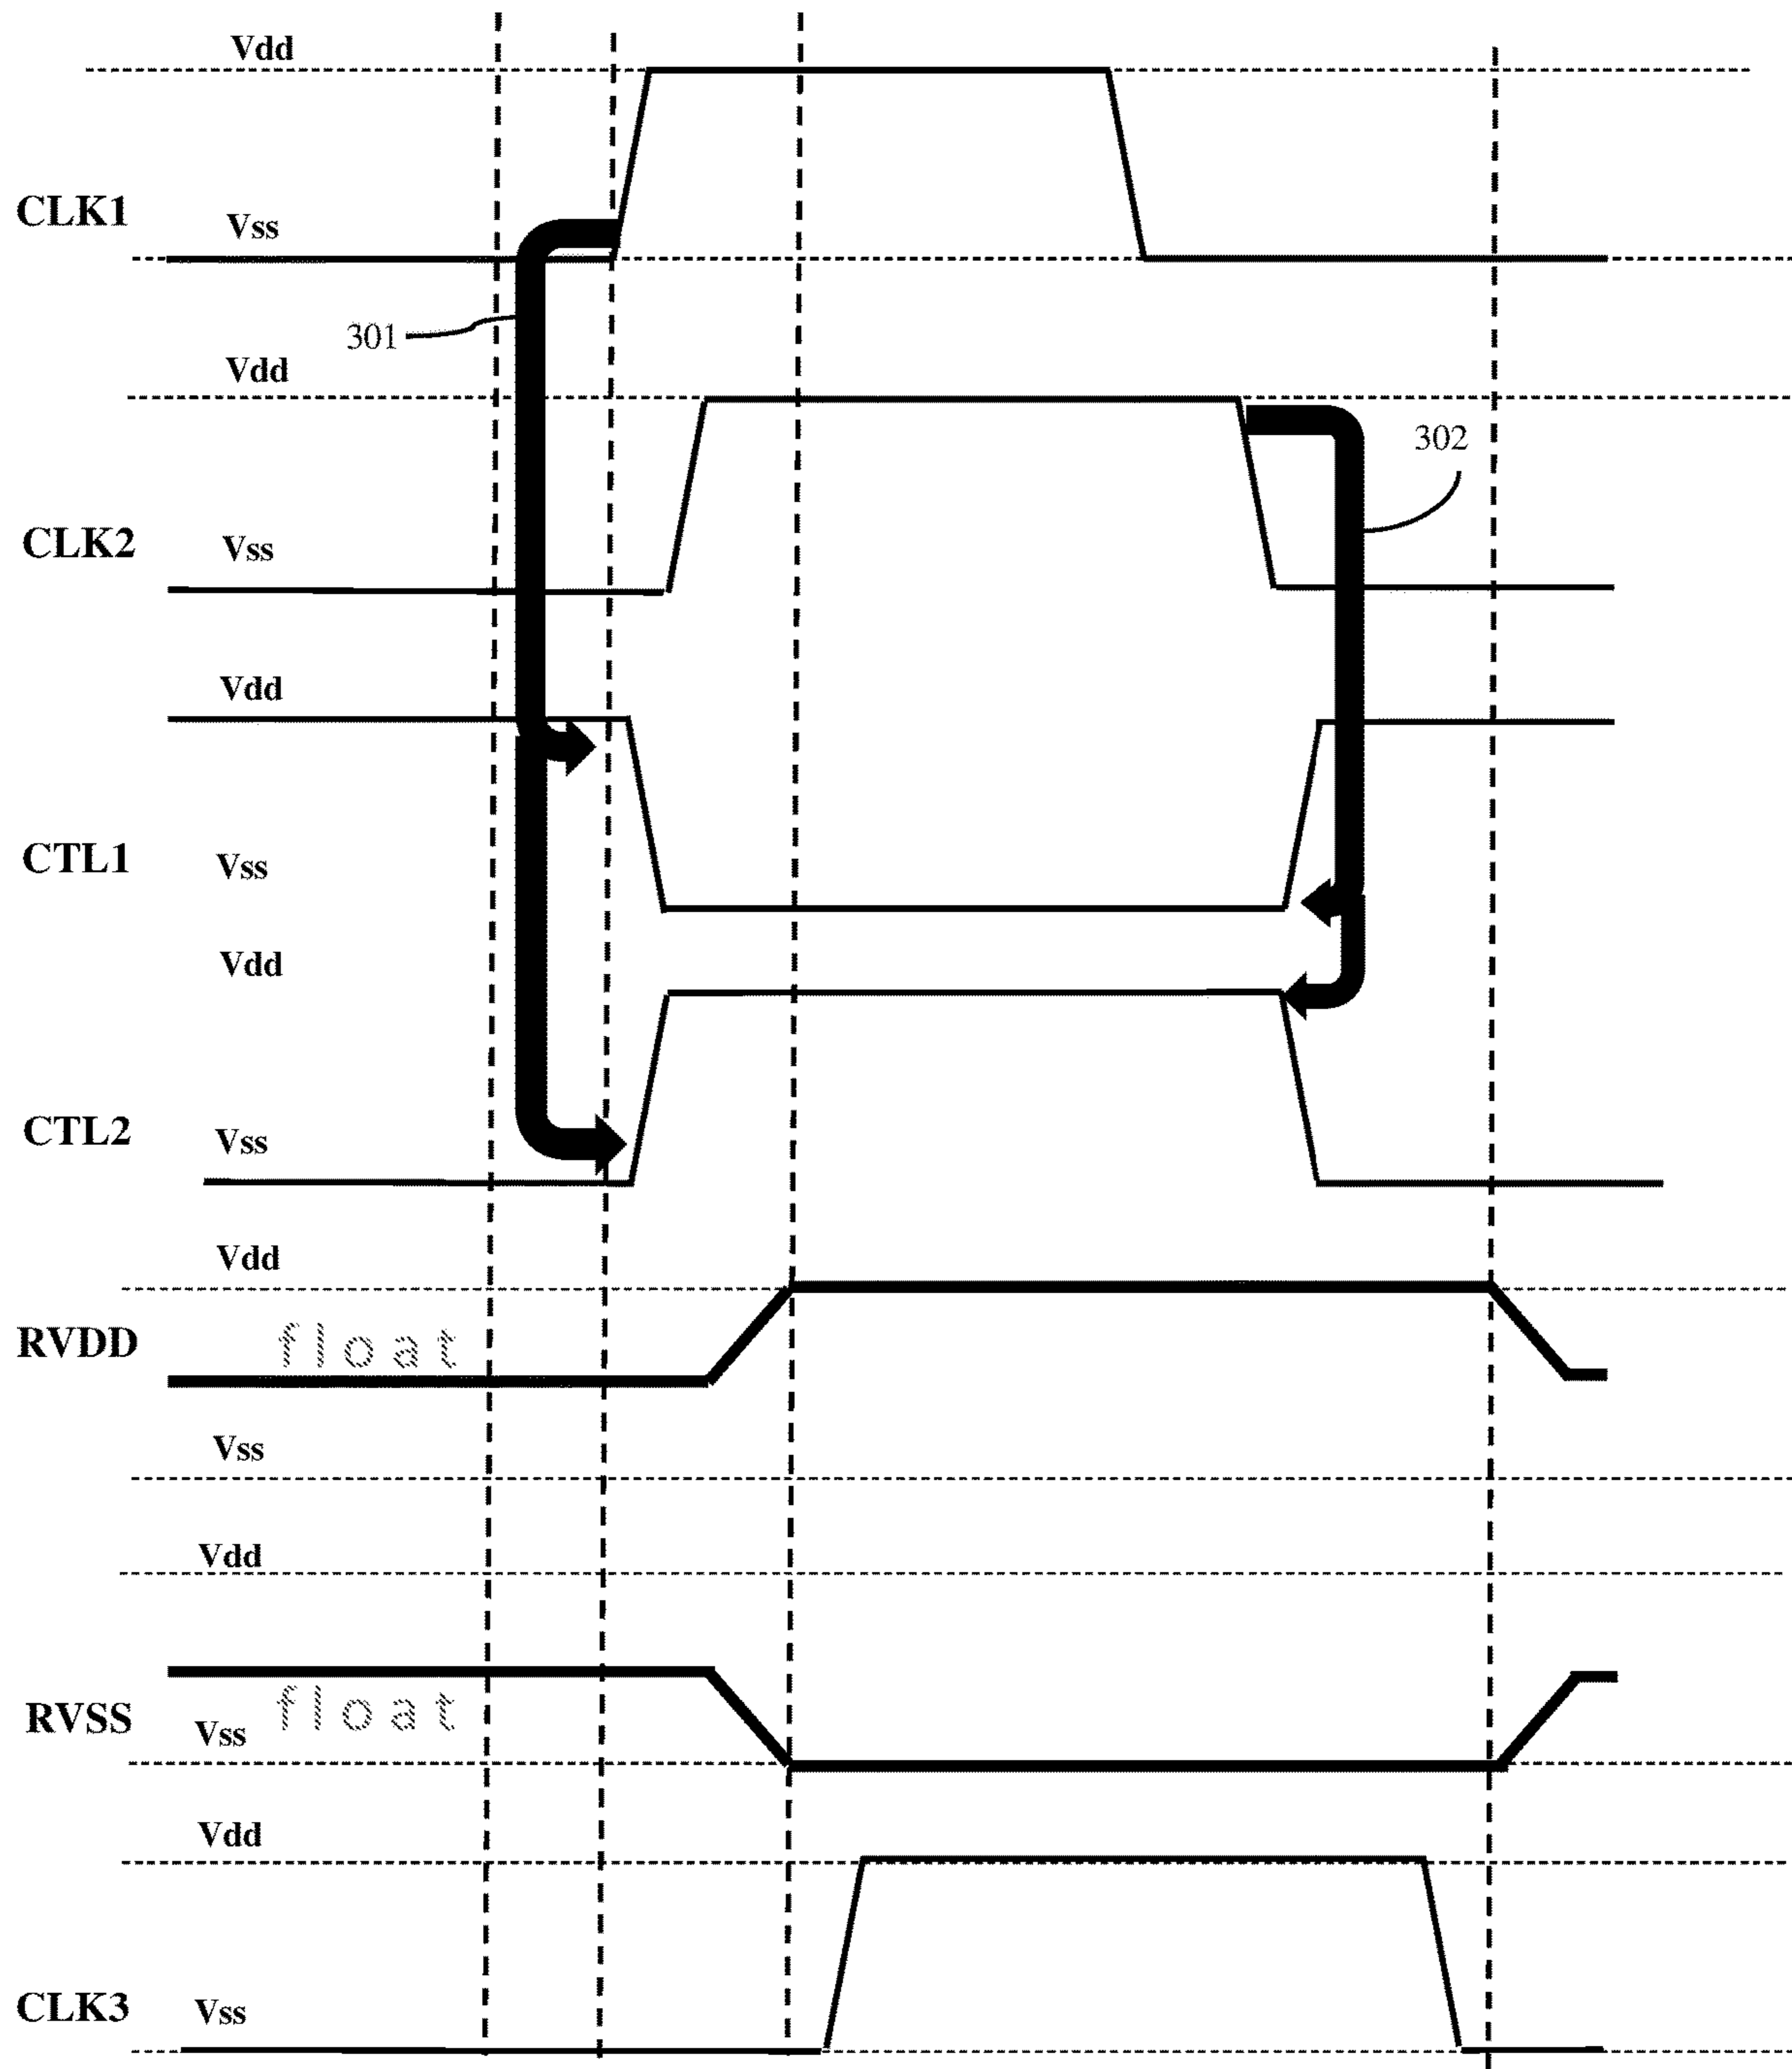 Vdd
CLK1
Vss
301
Vdd
302
CLK2
Vss
Vdd
CTL1
Vss
Vdd
CTL2
Vss
Vdd
RVDD
float
Vss
Vdd
RVSS
float
Vss
Vdd
CLK3
Vss